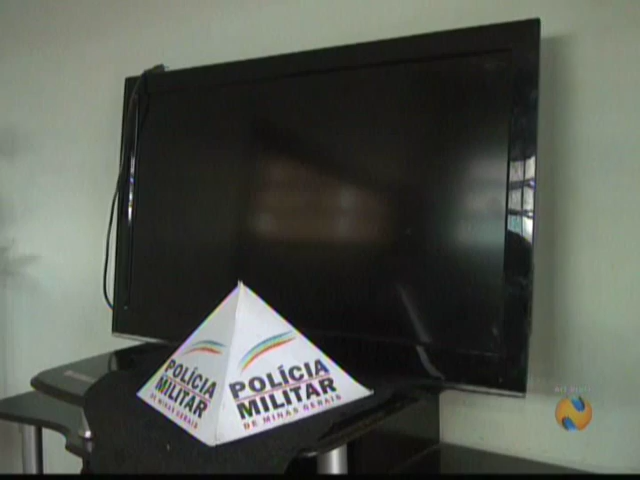 POLÍCIA
MILITAR
DE MINAS GERAIS
POLÍCIA
MILITAR
DE MINAS GERAIS